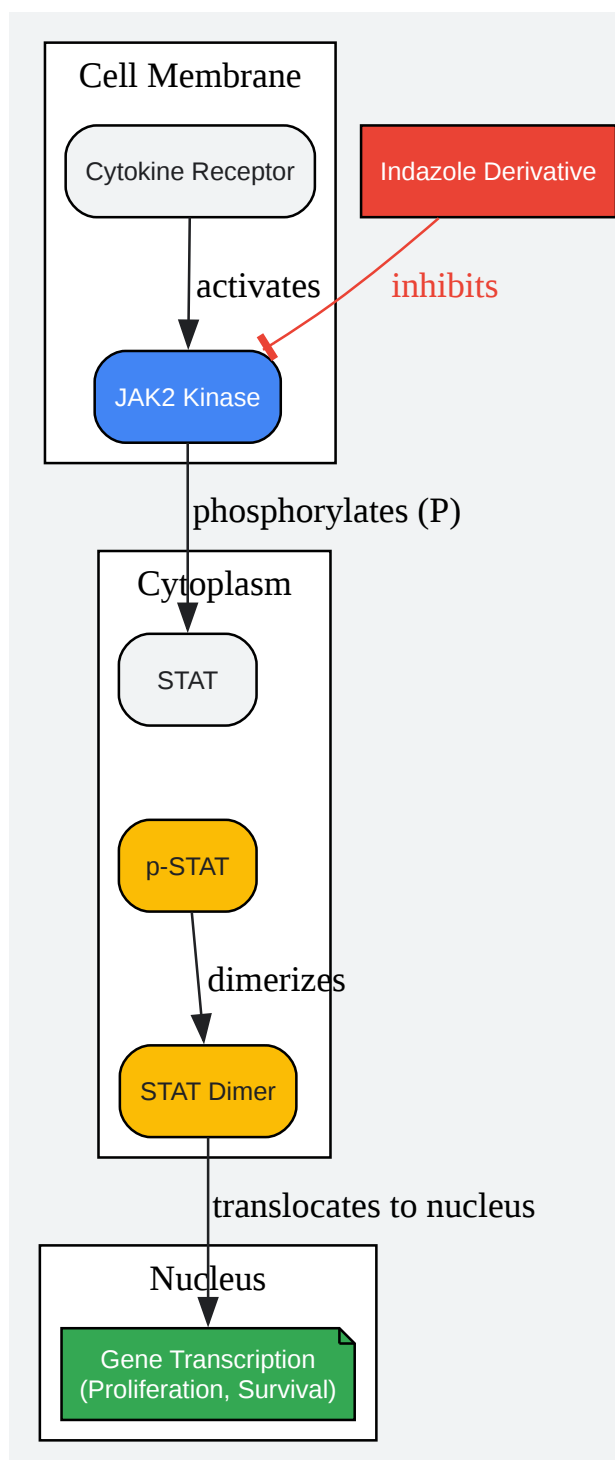 Cell Membrane
Cytokine Receptor
Indazole Derivative
activates
inhibits
JAK2 Kinase
phosphorylates (P)
Cytoplasm
STAT
p-STAT
dimerizes
STAT Dimer
translocates to nucleus
Nucleus
Gene Transcription
(Proliferation, Survival)